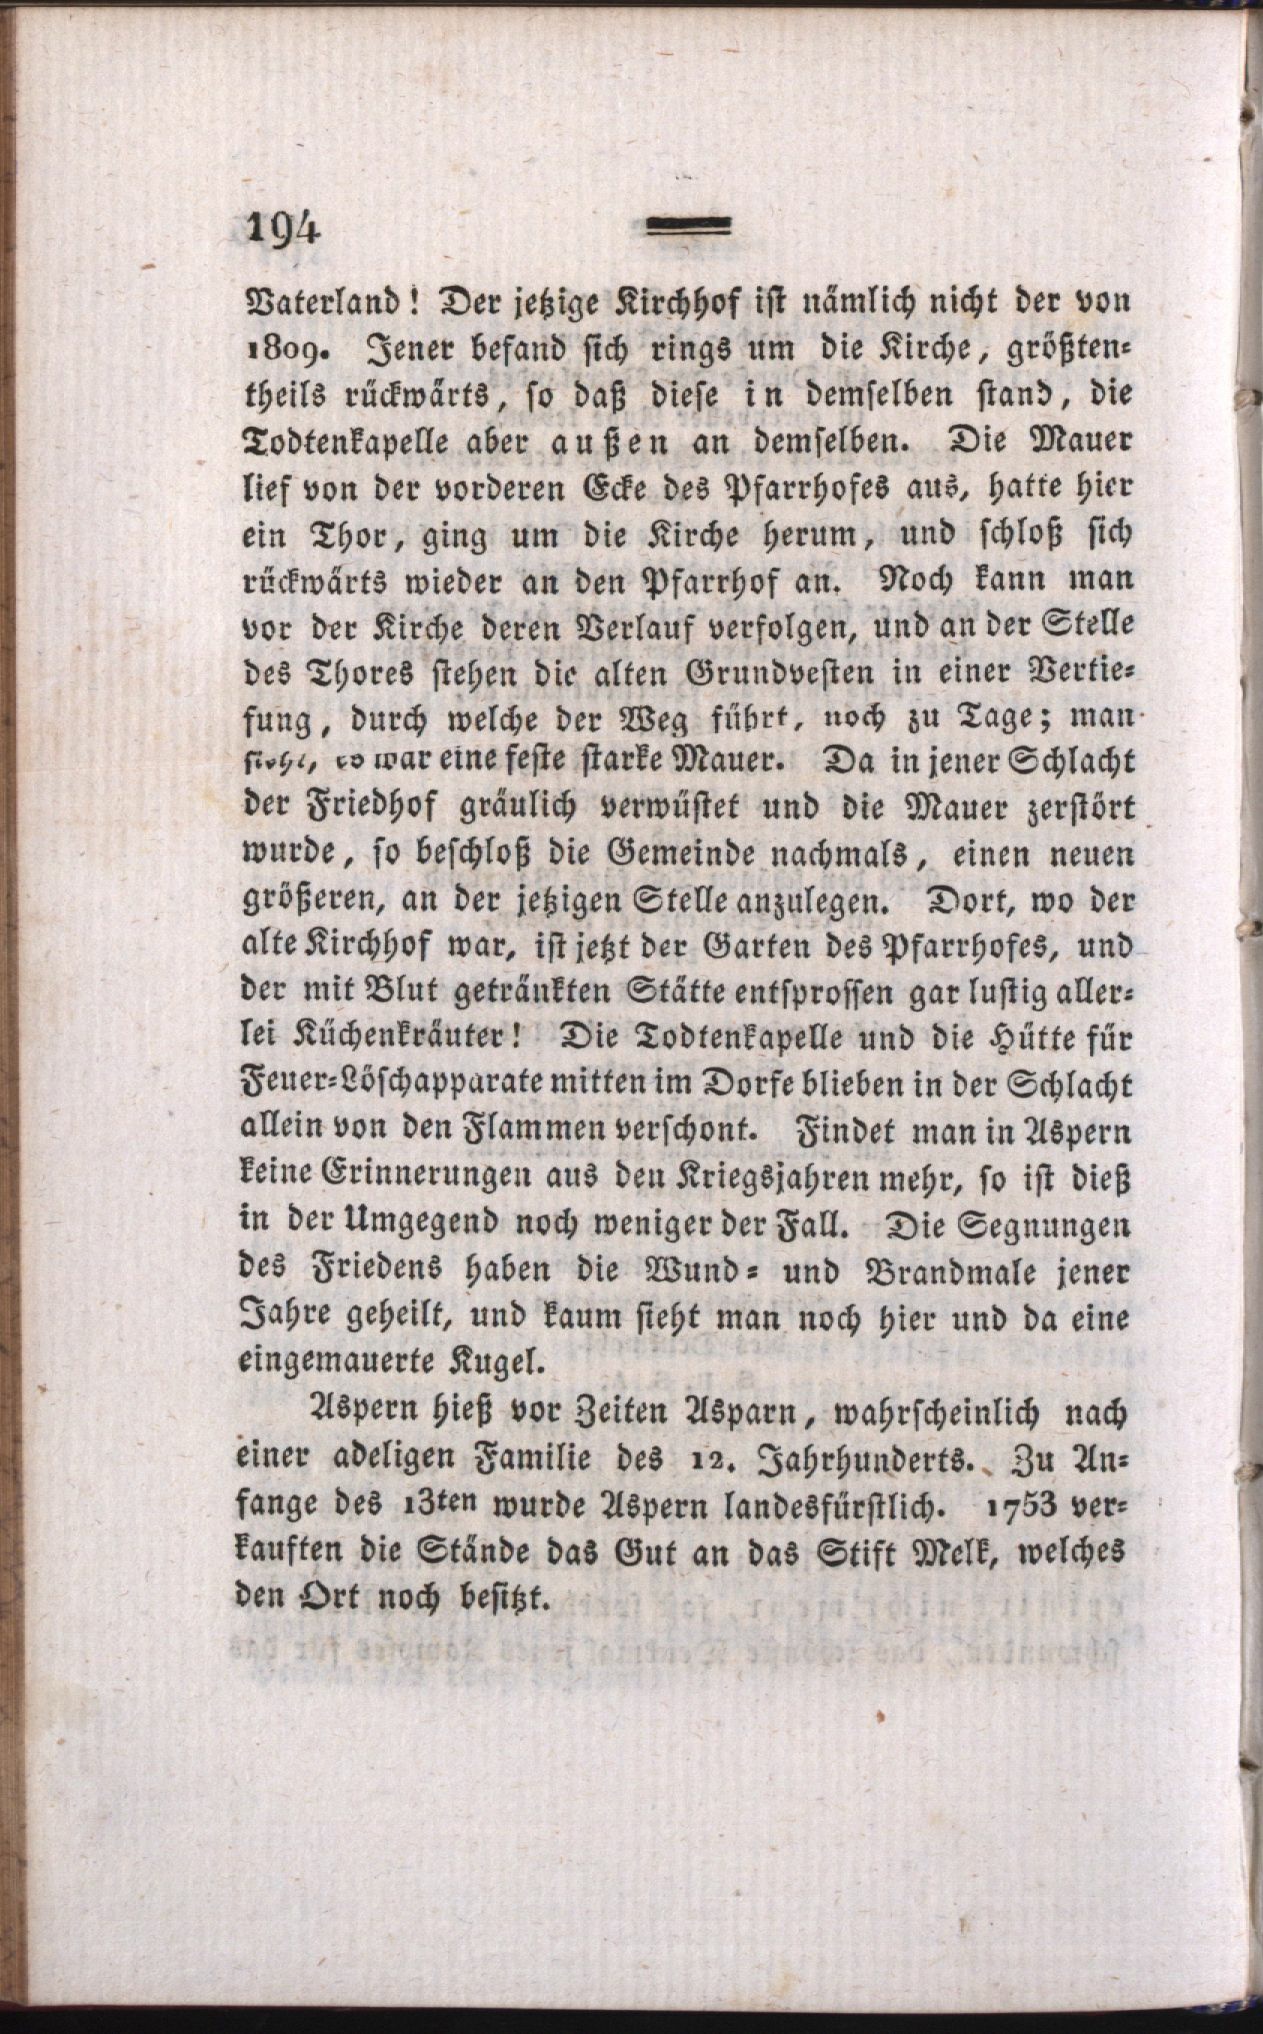 194
Vaterland! Der jetzige Kirchhof ist nämlich nicht der von
1809. Jener befand sich rings um die Kirche, größten-
theils rückwärts, so daß diese in demselben stand, die
Todtenkapelle aber außen an demselben. Die Mauer
lief von der vorderen Ecke des Pfarrhofes aus, hatte hier
ein Thor, ging um die Kirche herum, und schloß sich
rückwärts wieder an den Pfarrhof an. Noch kann man
vor der Kirche deren Verlauf verfolgen, und an der Stelle
des Thores stehen die alten Grundvesten in einer Vertie-
fung, durch welche der Weg führt, noch zu Tage; man
sieht, es war eine feste starke Mauer. Da in jener Schlacht
der Friedhof gräulich verwüstet und die Mauer zerstört
wurde, so beschloß die Gemeinde nachmals, einen neuen
größeren, an der jetzigen Stelle anzulegen. Dort, wo der
alte Kirchhof war, ist jetzt der Garten des Pfarrhofes, und
der mit Blut getränkten Stätte entsprossen gar lustig aller-
lei Küchenkräuter! Die Todtenkapelle und die Hütte für
Feuer-Löschapparate mitten im Dorfe blieben in der Schlacht
allein von den Flammen verschont. Findet man in Aspern
keine Erinnerungen aus den Kriegsjahren mehr, so ist dieß
in der Umgegend noch weniger der Fall. Die Segnungen
des Friedens haben die Wund- und Brandmale jener
Jahre geheilt, und kaum sieht man noch hier und da eine
eingemauerte Kugel.
Aspern hieß vor Zeiten Asparn, wahrscheinlich nach
einer adeligen Familie des 12. Jahrhunderts. Zu An-
fange des 13ten wurde Aspern landesfürstlich. 1753 ver-
kauften die Stände das Gut an das Stift Melk, welches
den Ort noch besitzt.